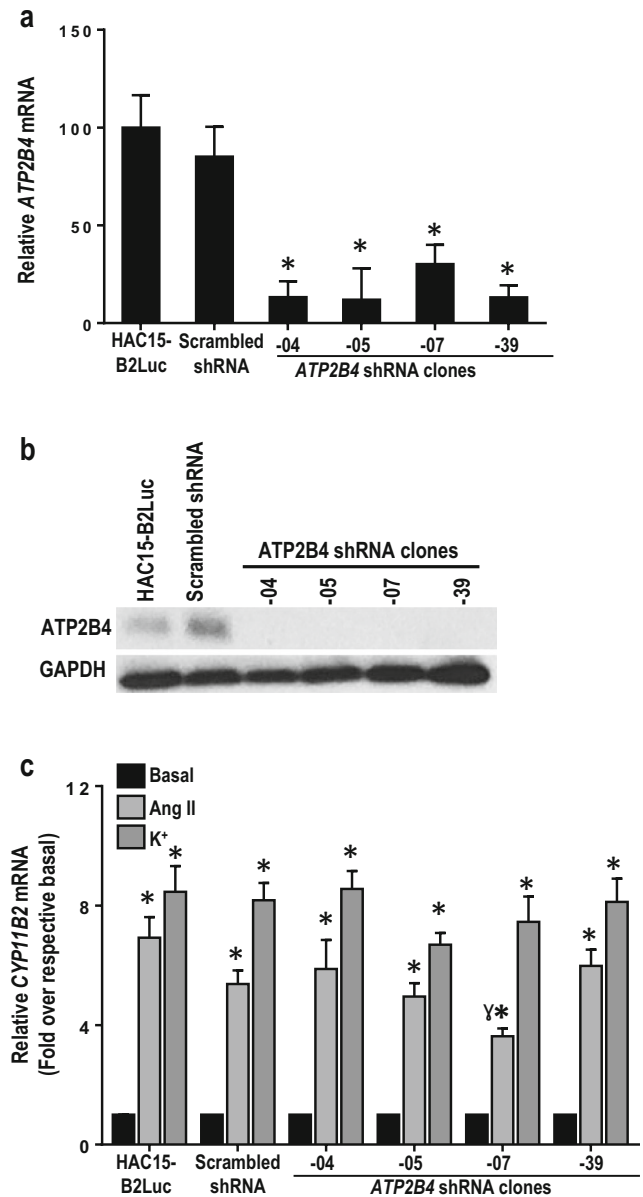 a
Relative ATP2B4 mRNA
150
100
50
0
* * * *
HAC15-
B2Luc
Scrambled
shRNA
-04 -05 -07 -39
ATP2B4 shRNA clones
b
HAC15-B2Luc
Scrambled shRNA
ATP2B4 shRNA clones
-04 -05 -07 -39
ATP2B4
GAPDH
c
Basal
Ang II
K⁺
Relative CYP11B2 mRNA
(Fold over respective basal)
12
8
4
0
* * * * * * * * ɣ* * * *
HAC15-
B2Luc
Scrambled
shRNA
-04 -05 -07 -39
ATP2B4 shRNA clones